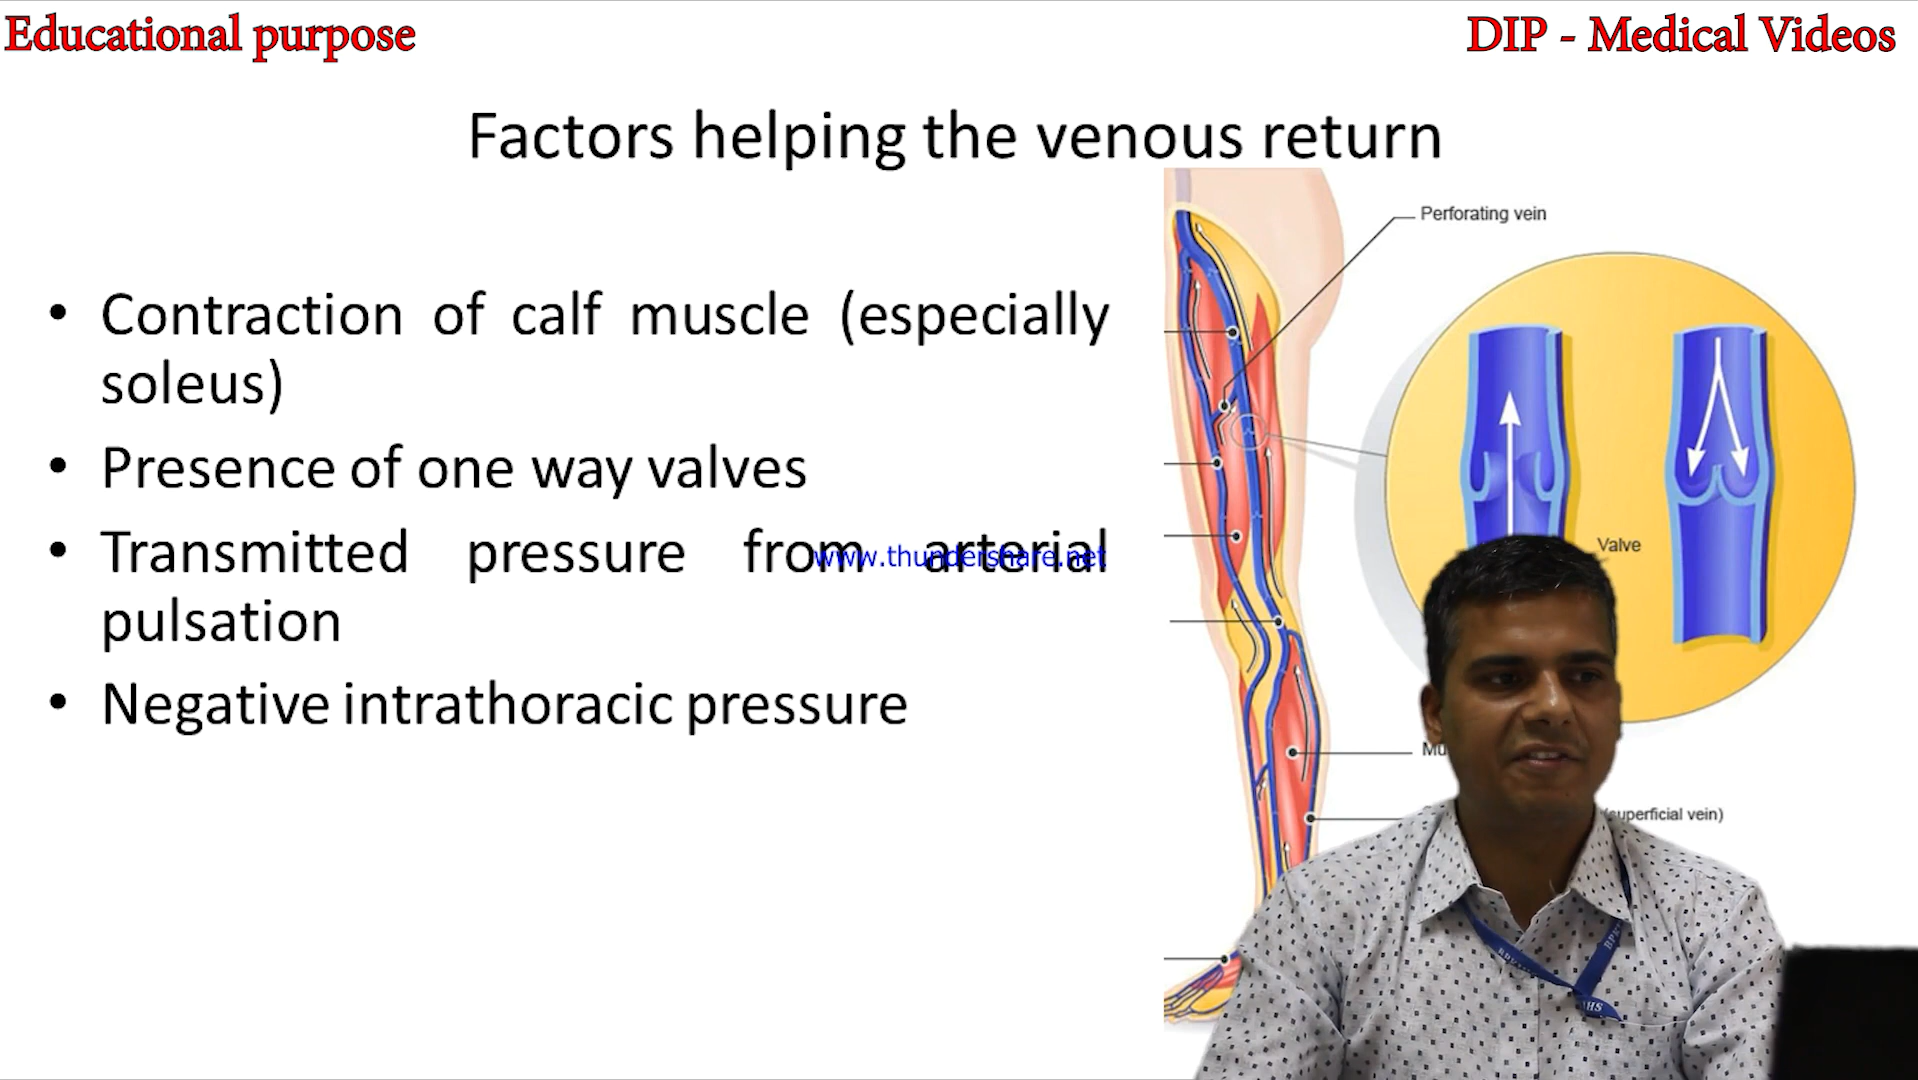 Educational purpose
DIP - Medical Videos
Factors helping the venous return
Perforating vein
• Contraction of calf muscle (especially
soleus)
• Presence of one way valves
• Transmitted pressure from arterial
www.thundershare.net
pulsation
• Negative intrathoracic pressure
Valve
(superficial vein)